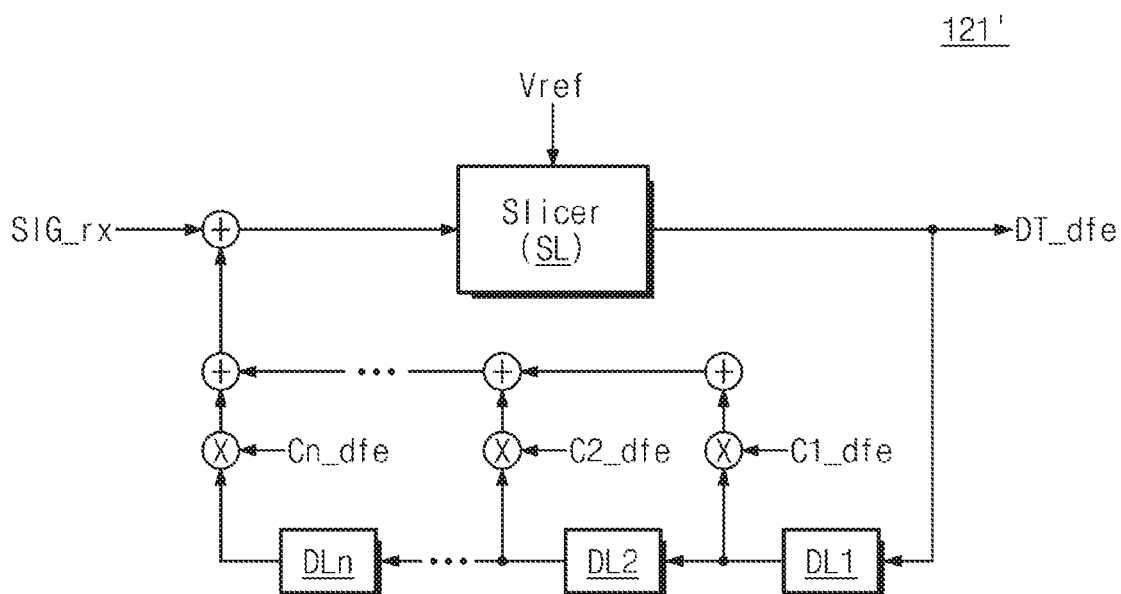 121'
Vref
SIG_rx
+
Slicer
(SL)
DT_dfe
+
...
+
+
X
Cn_dfe
X
C2_dfe
X
C1_dfe
DLn
...
DL2
DL1